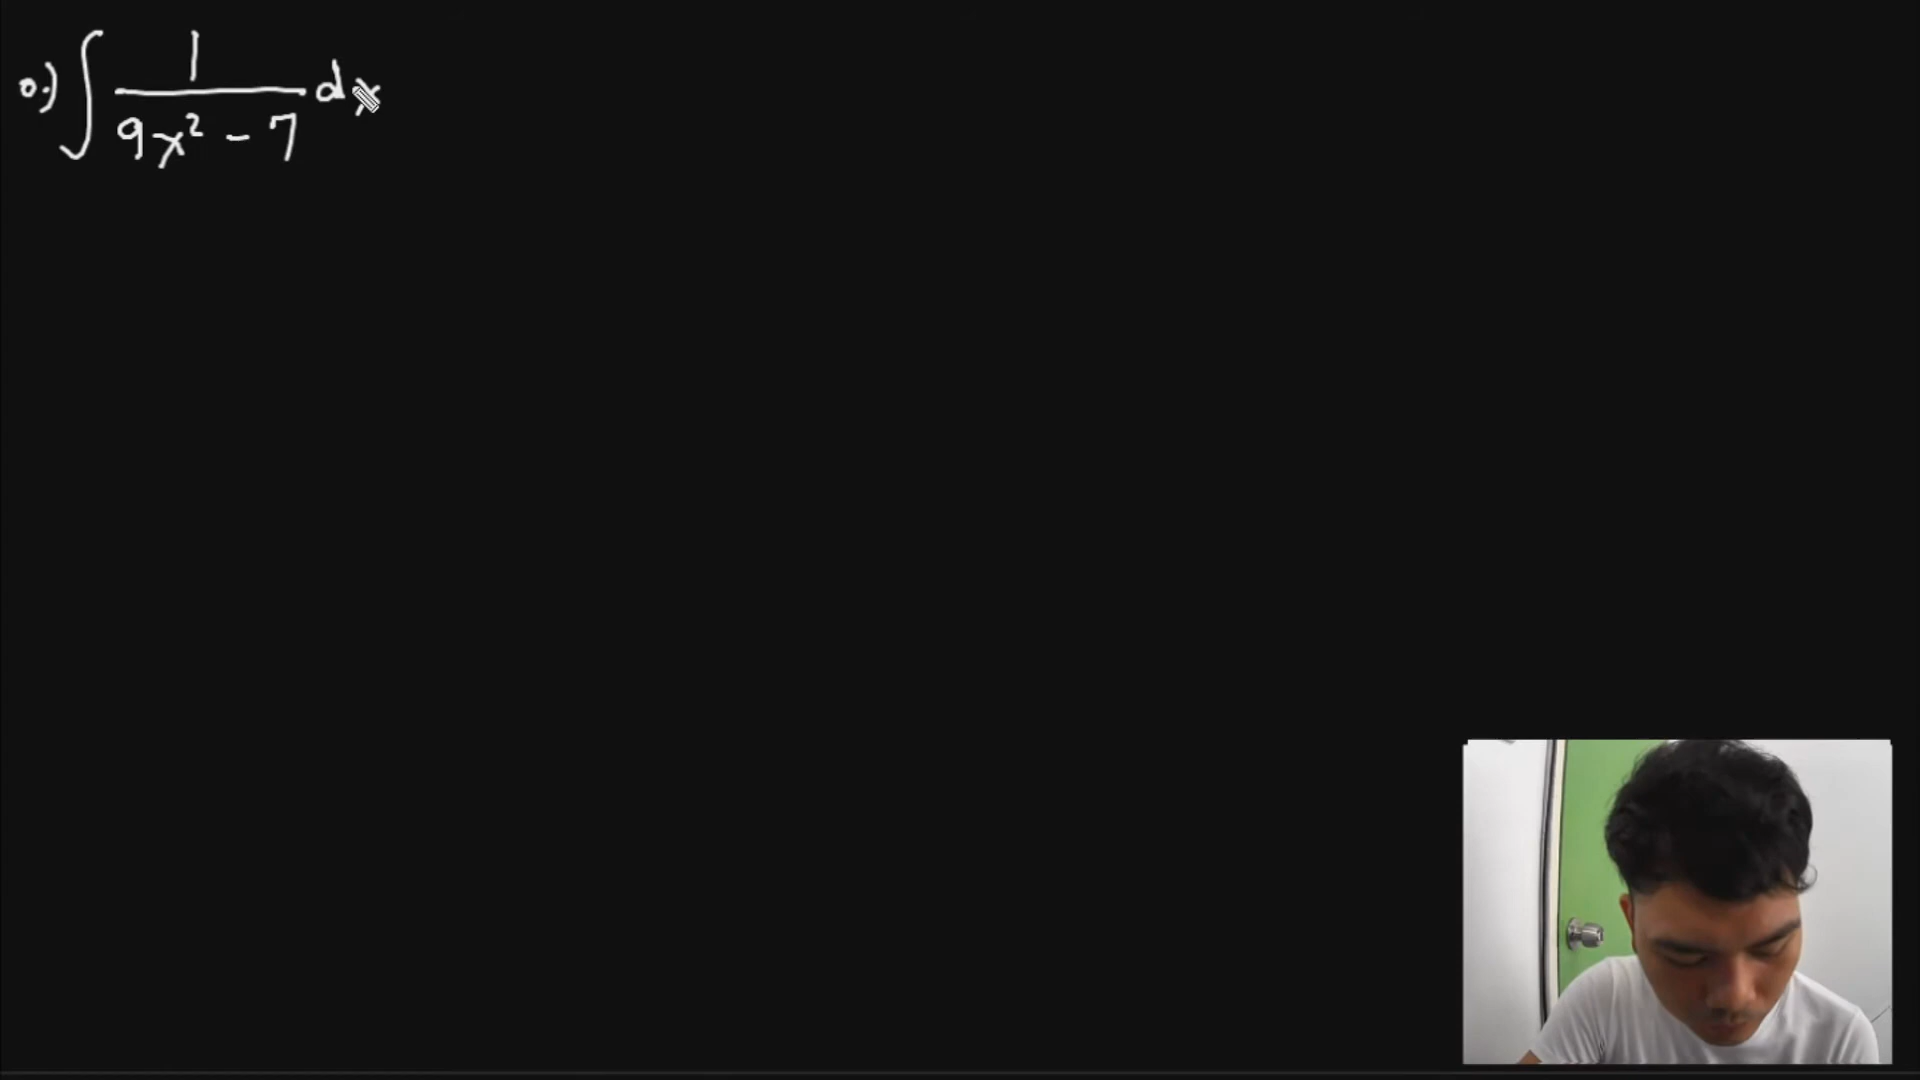 o.) ∫ 1/(9x² - 7) dx